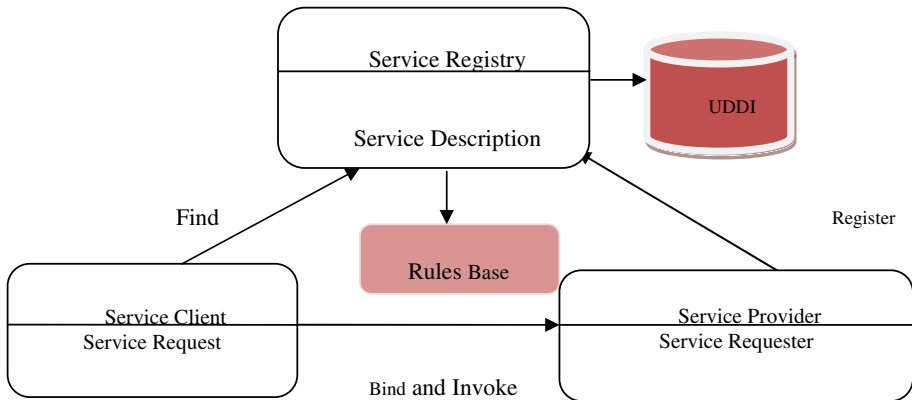 Service Registry
UDDI
Service Description
Find
Register
Rules Base
Service Client
Service Request
Service Provider
Service Requester
Bind and Invoke